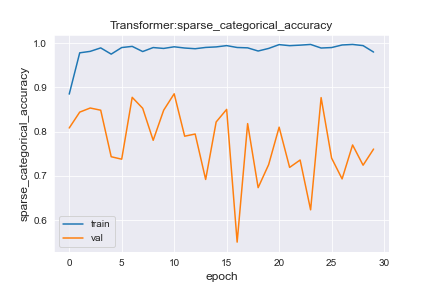 Transformer:sparse_categorical_accuracy
sparse_categorical_accuracy
1.0
0.9
0.8
0.7
0.6
train
val
0 5 10 15 20 25 30
epoch